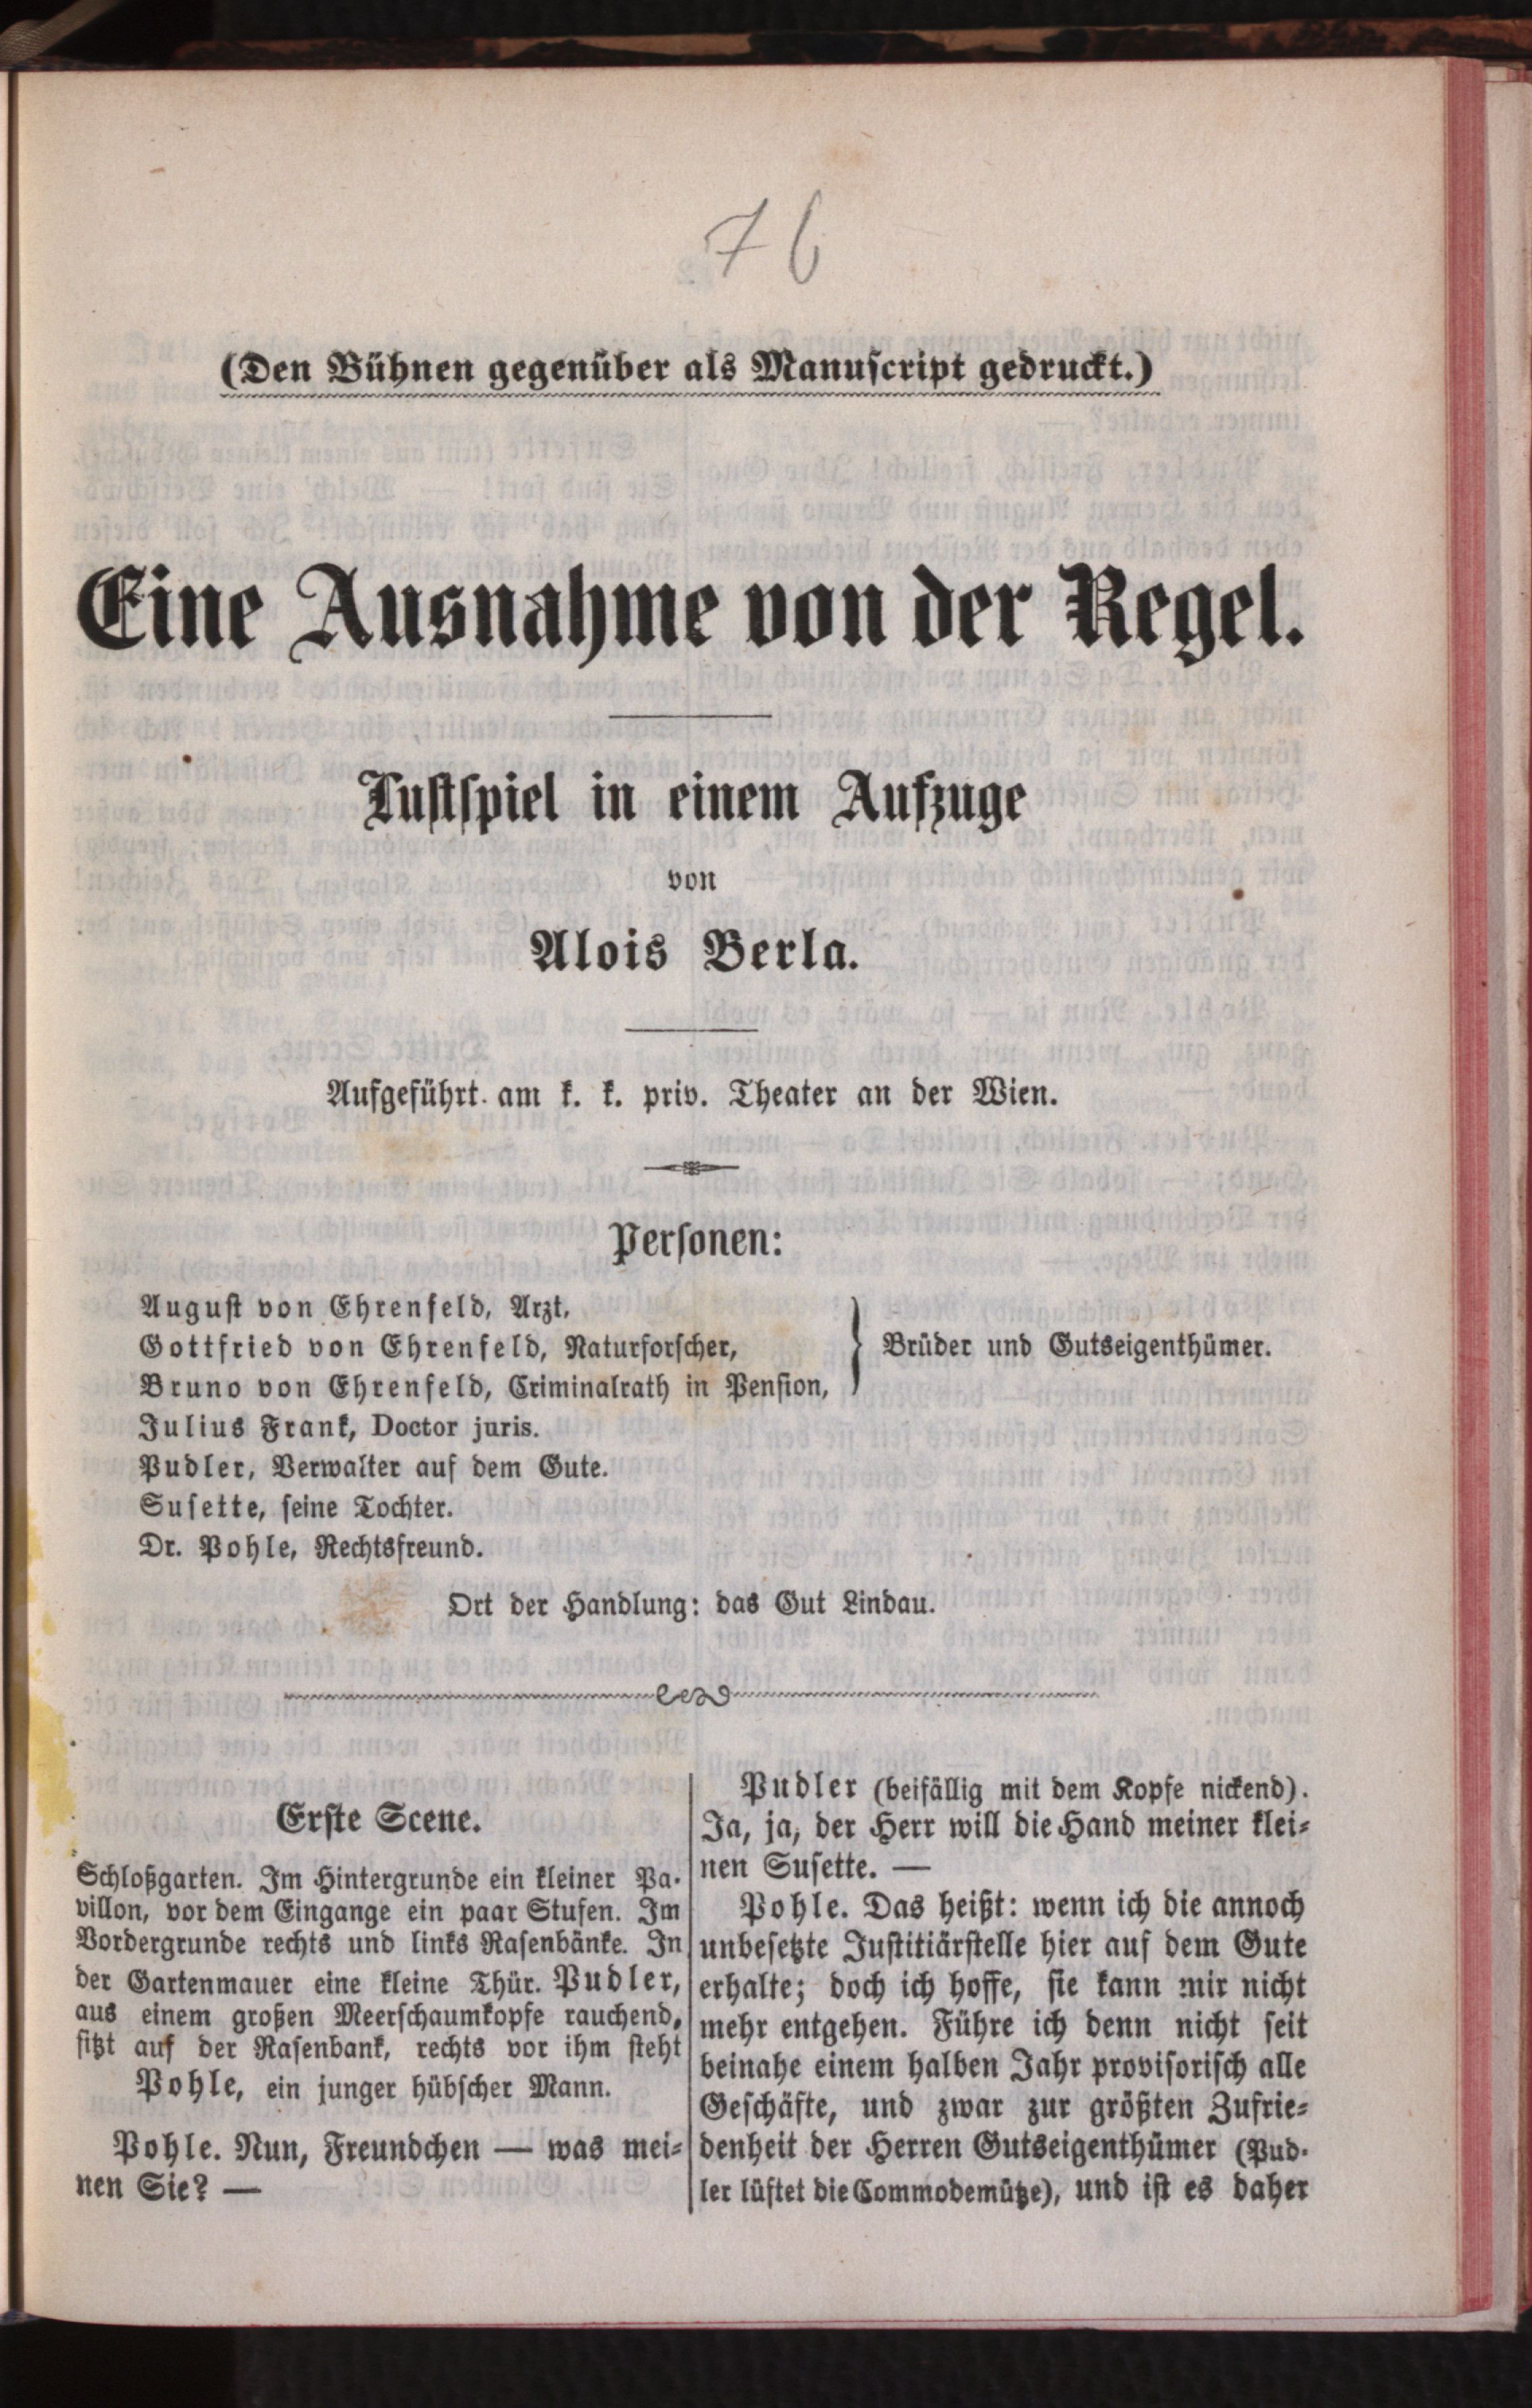 76
(Den Bühnen gegenüber als Manuscript gedruckt.)
Eine Ausnahme von der Regel.
Lustspiel in einem Aufzuge
von
Alois Berla.
Aufgeführt am k. k. priv. Theater an der Wien.
Personen:
August von Ehrenfeld, Arzt,
Gottfried von Ehrenfeld, Naturforscher,
Bruno von Ehrenfeld, Criminalrath in Pension,
Brüder und Gutseigenthümer.
Julius Frank, Doctor juris.
Pudler, Verwalter auf dem Gute.
Susette, seine Tochter.
Dr. Pohle, Rechtsfreund.
Ort der Handlung: das Gut Lindau.
Erste Scene.
Schloßgarten. Im Hintergrunde ein kleiner Pa-
villon, vor dem Eingange ein paar Stufen. Im
Vordergrunde rechts und links Rasenbänke. In
der Gartenmauer eine kleine Thür. Pudler,
aus einem großen Meerschaumkopfe rauchend,
sitzt auf der Rasenbank, rechts vor ihm steht
Pohle, ein junger hübscher Mann.
Pohle. Nun, Freundchen — was mei-
nen Sie? —
Pudler (beifällig mit dem Kopfe nickend).
Ja, ja, der Herr will die Hand meiner klei-
nen Susette. —
Pohle. Das heißt: wenn ich die annoch
unbesetzte Justitiärstelle hier auf dem Gute
erhalte; doch ich hoffe, sie kann mir nicht
mehr entgehen. Führe ich denn nicht seit
beinahe einem halben Jahr provisorisch alle
Geschäfte, und zwar zur größten Zufrie-
denheit der Herren Gutseigenthümer (Pud-
ler lüftet die Commodemütze), und ist es daher